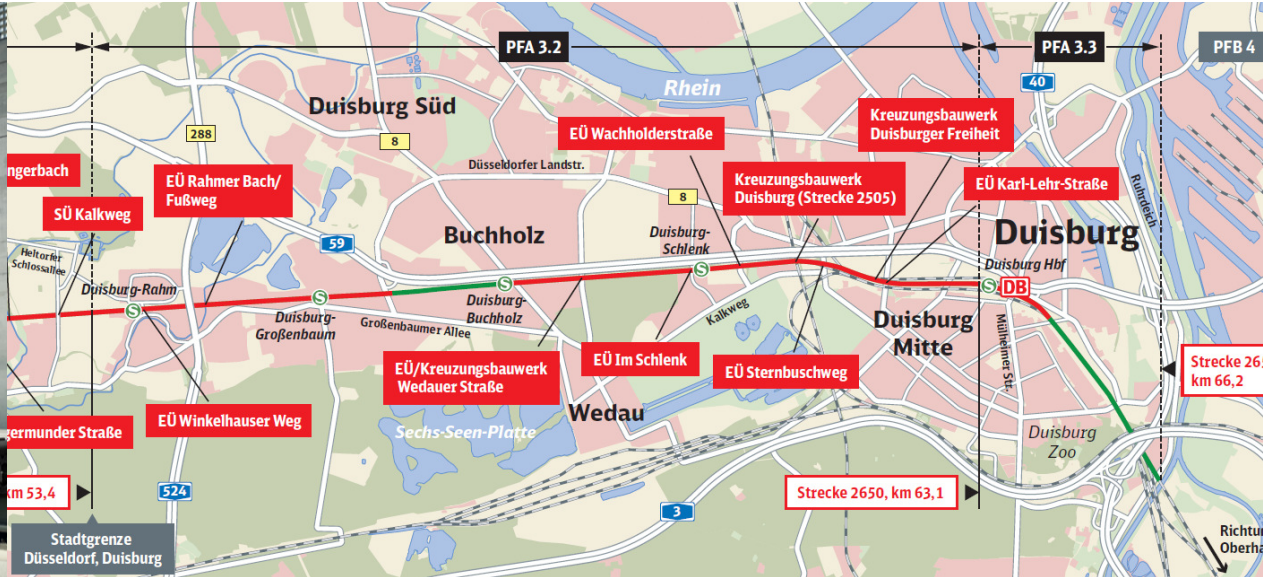 PFA 3.2
PFA 3.3
PFB 4
40
Rhein
Duisburg Süd
Kreuzungsbauwerk
Duisburger Freiheit
EÜ Wachholderstraße
288
8
Düsseldorfer Landstr.
ngerbach
EÜ Rahmer Bach/
Fußweg
Kreuzungsbauwerk
Duisburg (Strecke 2505)
EÜ Karl-Lehr-Straße
Ruhrdeich
SÜ Kalkweg
8
59
Buchholz
Duisburg-
Schlenk
Duisburg
Heltorfer
Schlossallee
Duisburg Hbf
Duisburg-Rahm
S
S
S
S
S
DB
Duisburg-
Großenbaum
Großenbaumer Allee
Duisburg-
Buchholz
Kalkweg
Duisburg
Mitte
Mülheimer Str.
EÜ/Kreuzungsbauwerk
Wedauer Straße
EÜ Im Schlenk
EÜ Sternbuschweg
Strecke 265
km 66,2
germunder Straße
EÜ Winkelhauser Weg
Sechs-Seen-Platte
Wedau
Duisburg
Zoo
km 53,4
524
Strecke 2650, km 63,1
3
Stadtgrenze
Düsseldorf, Duisburg
Richtun
Oberha